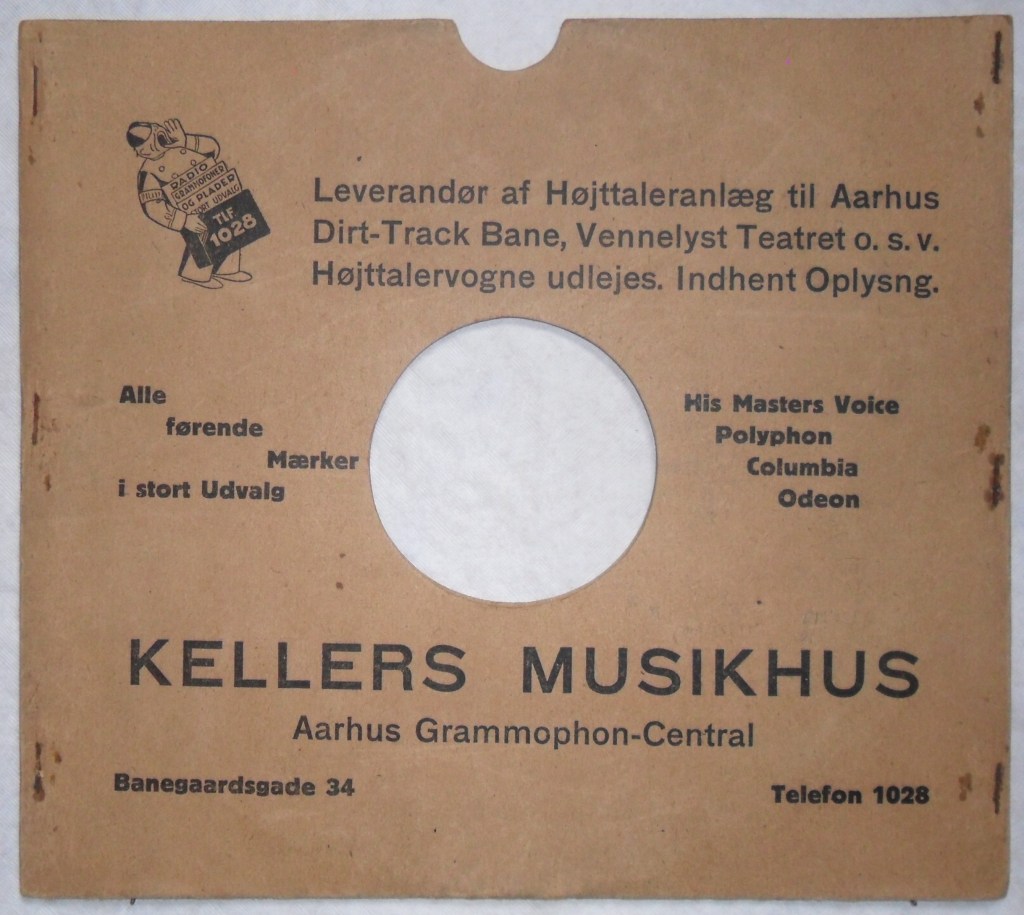 RADIO
GRAMMOFONER
OG PLADER
STORT UDVALG
TLF.
1028
Leverandør af Højttaleranlæg til Aarhus
Dirt-Track Bane, Vennelyst Teatret o. s. v.
Højttalervogne udlejes. Indhent Oplysng.
Alle
førende
Mærker
i stort Udvalg
His Masters Voice
Polyphon
Columbia
Odeon
KELLERS MUSIKHUS
Aarhus Grammophon-Central
Banegaardsgade 34
Telefon 1028